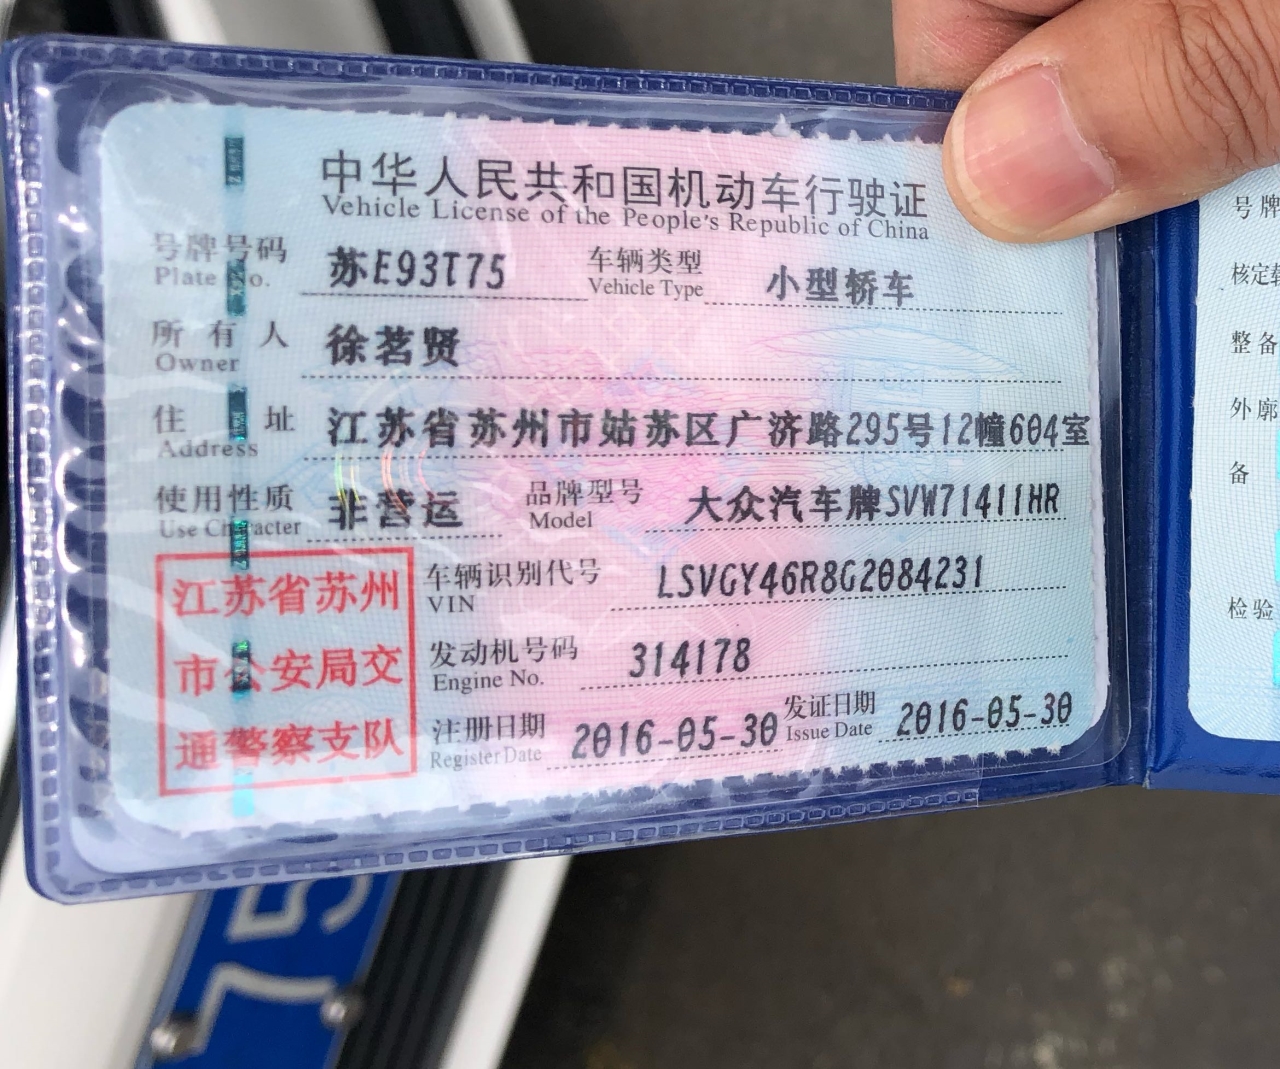 中华人民共和国机动车行驶证
Vehicle License of the People's Republic of China
号牌号码 苏E93T75 车辆类型 小型轿车
Plate No. Vehicle Type
所有人 徐茗贤
Owner
住址 江苏省苏州市姑苏区广济路295号12幢604室
Address
使用性质 非营运 品牌型号 大众汽车牌SVW71411HR
Use Character Model
江苏省苏州
市公安局交
通警察支队
车辆识别代号 LSVGY46R8G2084231
VIN
发动机号码 314178
Engine No.
注册日期 2016-05-30 发证日期 2016-05-30
Register Date Issue Date
号牌
核定载
整备
外廓
备
检验
75